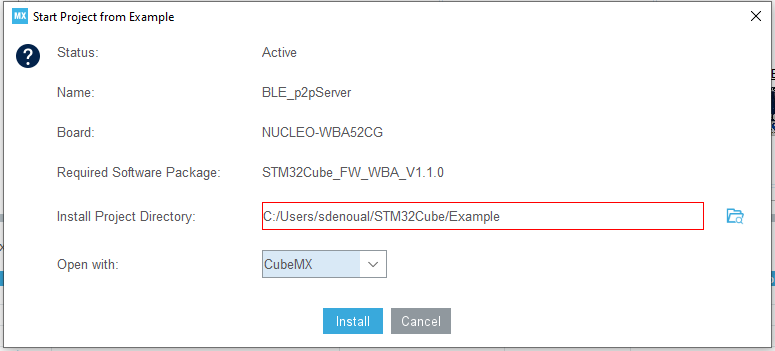 MX Start Project from Example
Status: Active
Name: BLE_p2pServer
Board: NUCLEO-WBA52CG
Required Software Package: STM32Cube_FW_WBA_V1.1.0
Install Project Directory: C:/Users/sdenoual/STM32Cube/Example
Open with: CubeMX
Install Cancel